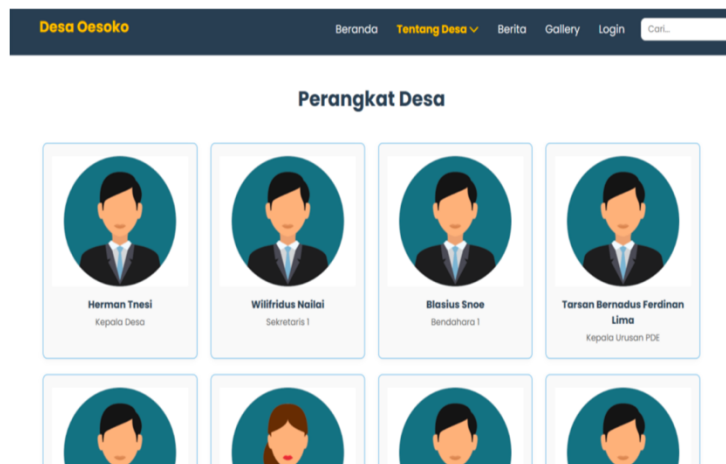 Desa Oesoko
Beranda Tentang Desa Berita Gallery Login Cari...
Perangkat Desa
Herman Tnesi
Kepala Desa
Wilifridus Nailai
Sekretaris 1
Blasius Snoe
Bendahara 1
Tarsan Bernadus Ferdinan
Lima
Kepala Urusan PDE